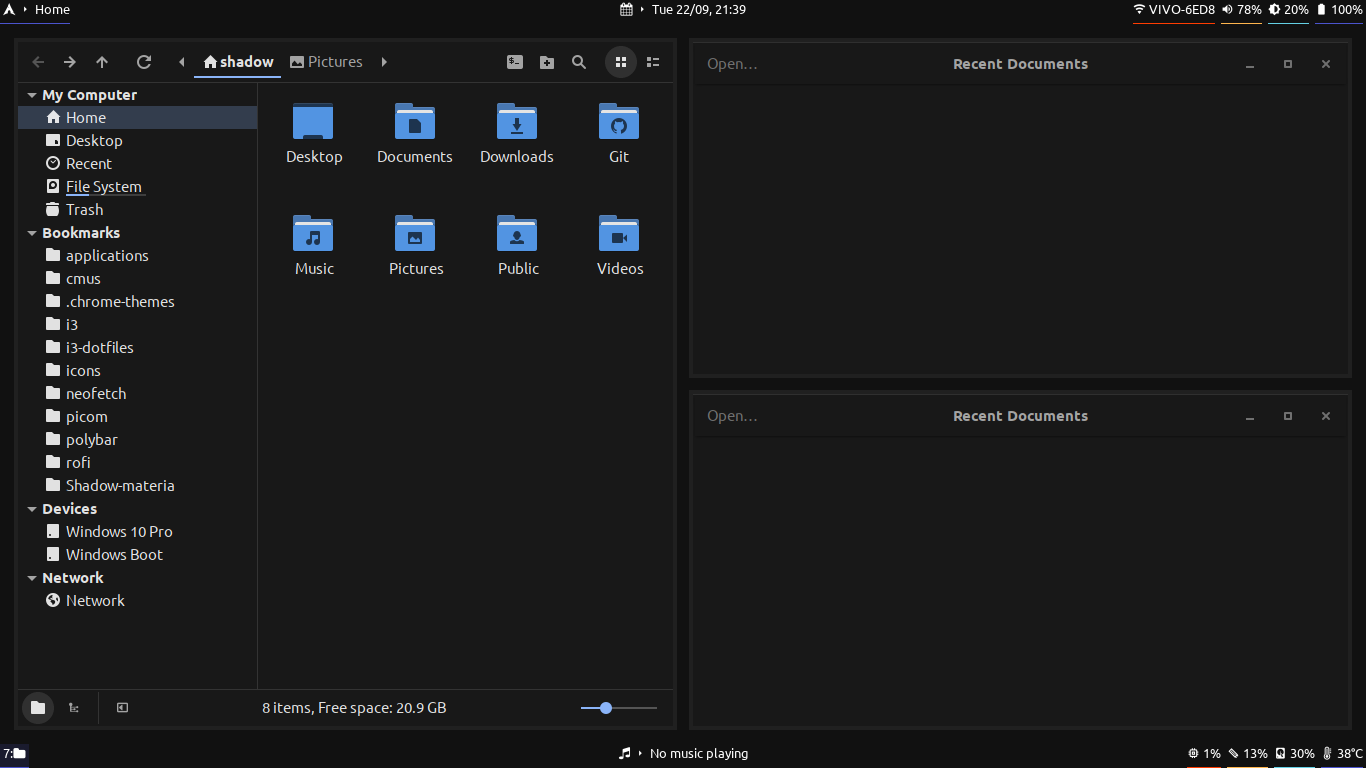 Home
Tue 22/09, 21:39
VIVO-6ED8 78% 20% 100%
shadow Pictures
My Computer
Home
Desktop
Recent
File System
Trash
Bookmarks
applications
cmus
.chrome-themes
i3
i3-dotfiles
icons
neofetch
picom
polybar
rofi
Shadow-materia
Devices
Windows 10 Pro
Windows Boot
Network
Network
Desktop Documents Downloads Git
Music Pictures Public Videos
8 items, Free space: 20.9 GB
Open... Recent Documents
Open... Recent Documents
7:
No music playing
1% 13% 30% 38°C